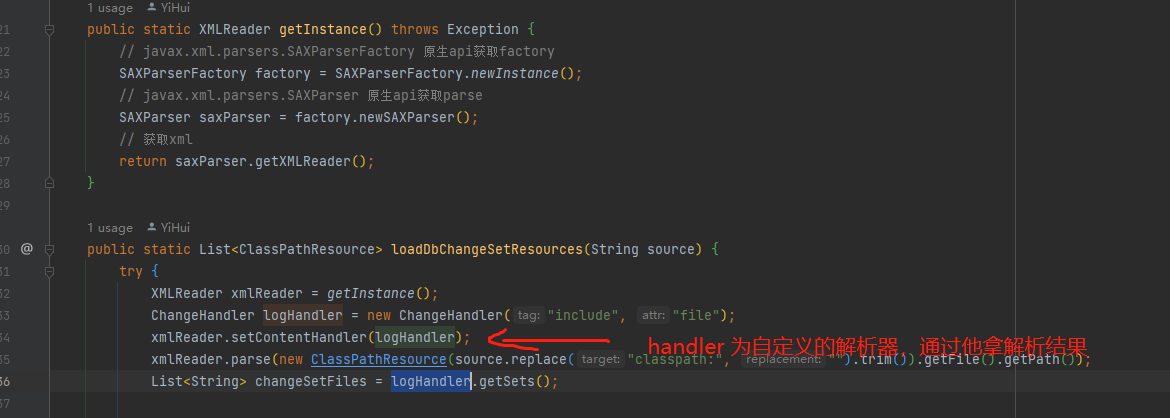 1 usage YiHui
21 public static XMLReader getInstance() throws Exception {
22 // javax.xml.parsers.SAXParserFactory 原生api获取factory
23 SAXParserFactory factory = SAXParserFactory.newInstance();
24 // javax.xml.parsers.SAXParser 原生api获取parse
25 SAXParser saxParser = factory.newSAXParser();
26 // 获取xml
27 return saxParser.getXMLReader();
28 }
29
1 usage YiHui
30 @ public static List<ClassPathResource> loadDbChangeSetResources(String source) {
31 try {
32 XMLReader xmlReader = getInstance();
33 ChangeHandler logHandler = new ChangeHandler( tag: "include", attr: "file");
34 xmlReader.setContentHandler(logHandler);
handler 为自定义的解析器，通过他拿解析结果
35 xmlReader.parse(new ClassPathResource(source.replace( target: "classpath:", replacement: "").trim()).getFile().getPath());
36 List<String> changeSetFiles = logHandler.getSets();